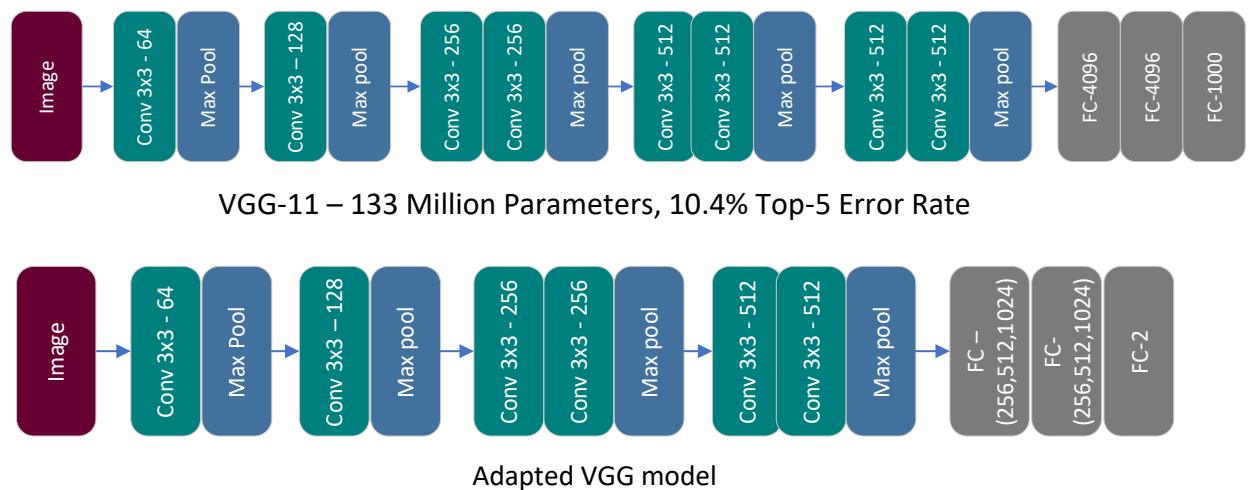 Image
Conv 3x3 - 64
Max Pool
Conv 3x3 – 128
Max pool
Conv 3x3 - 256
Conv 3x3 - 256
Max pool
Conv 3x3 - 512
Conv 3x3 - 512
Max pool
Conv 3x3 - 512
Conv 3x3 - 512
Max pool
FC-4096
FC-4096
FC-1000
VGG-11 – 133 Million Parameters, 10.4% Top-5 Error Rate
Image
Conv 3x3 - 64
Max Pool
Conv 3x3 – 128
Max pool
Conv 3x3 - 256
Conv 3x3 - 256
Max pool
Conv 3x3 - 512
Conv 3x3 - 512
Max pool
FC –
(256,512,1024)
FC-
(256,512,1024)
FC-2
Adapted VGG model